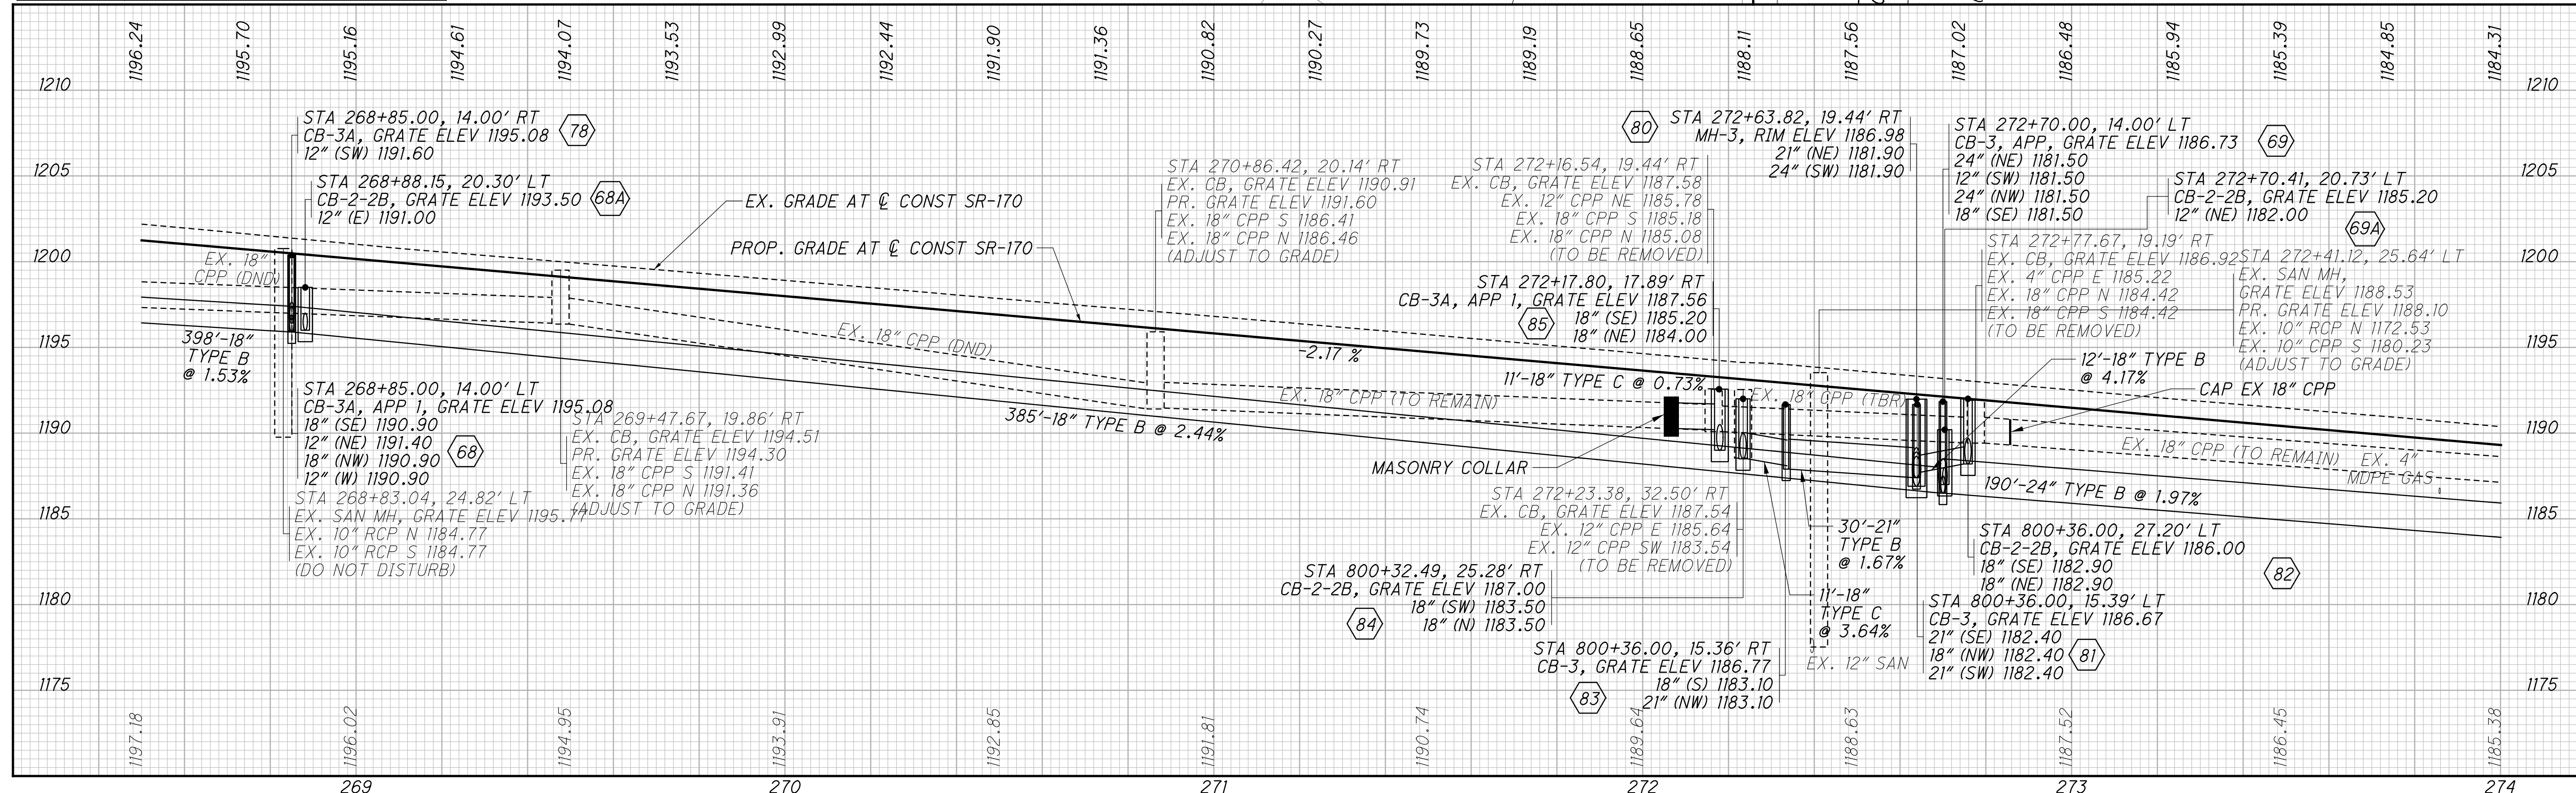 1196.24 1195.70 1195.16 1194.61 1194.07 1193.53 1192.99 1192.44 1191.90 1191.36 1190.82 1190.27 1189.73 1189.19 1188.65 1188.11 1187.56 1187.02 1186.48 1185.94 1185.39 1184.85 1184.31
1210
1205
1200
1195
1190
1185
1180
1175
STA 268+85.00, 14.00' RT
CB-3A, GRATE ELEV 1195.08
12" (SW) 1191.60
78
STA 268+88.15, 20.30' LT
CB-2-2B, GRATE ELEV 1193.50
12" (E) 1191.00
68A
EX. GRADE AT ℄ CONST SR-170
PROP. GRADE AT ℄ CONST SR-170
EX. 18"
CPP (DND)
398'-18"
TYPE B
@ 1.53%
STA 268+85.00, 14.00' LT
CB-3A, APP 1, GRATE ELEV 1195.08
18" (SE) 1190.90
12" (NE) 1191.40
18" (NW) 1190.90
12" (W) 1190.90
68
STA 268+83.04, 24.82' LT
EX. SAN MH, GRATE ELEV 1195.77
EX. 10" RCP N 1184.77
EX. 10" RCP S 1184.77
(DO NOT DISTURB)
STA 269+47.67, 19.86' RT
EX. CB, GRATE ELEV 1194.51
PR. GRATE ELEV 1194.30
EX. 18" CPP S 1191.41
EX. 18" CPP N 1191.36
(ADJUST TO GRADE)
EX. 18" CPP (DND)
385'-18" TYPE B @ 2.44%
STA 270+86.42, 20.14' RT
EX. CB, GRATE ELEV 1190.91
PR. GRATE ELEV 1191.60
EX. 18" CPP S 1186.41
EX. 18" CPP N 1186.46
(ADJUST TO GRADE)
-2.17 %
EX. 18" CPP (TO REMAIN)
STA 272+16.54, 19.44' RT
EX. CB, GRATE ELEV 1187.58
EX. 12" CPP NE 1185.78
EX. 18" CPP S 1185.18
EX. 18" CPP N 1185.08
(TO BE REMOVED)
80
STA 272+63.82, 19.44' RT
MH-3, RIM ELEV 1186.98
21" (NE) 1181.90
24" (SW) 1181.90
STA 272+17.80, 17.89' RT
CB-3A, APP 1, GRATE ELEV 1187.56
18" (SE) 1185.20
18" (NE) 1184.00
85
11'-18" TYPE C @ 0.73%
EX. 18" CPP (TBR)
MASONRY COLLAR
STA 272+23.38, 32.50' RT
EX. CB, GRATE ELEV 1187.54
EX. 12" CPP E 1185.64
EX. 12" CPP SW 1183.54
(TO BE REMOVED)
STA 800+32.49, 25.28' RT
CB-2-2B, GRATE ELEV 1187.00
18" (SW) 1183.50
18" (N) 1183.50
84
STA 800+36.00, 15.36' RT
CB-3, GRATE ELEV 1186.77
18" (S) 1183.10
21" (NW) 1183.10
83
STA 272+70.00, 14.00' LT
CB-3, APP, GRATE ELEV 1186.73
24" (NE) 1181.50
12" (SW) 1181.50
24" (NW) 1181.50
18" (SE) 1181.50
69
STA 272+70.41, 20.73' LT
CB-2-2B, GRATE ELEV 1185.20
12" (NE) 1182.00
69A
STA 272+77.67, 19.19' RT
EX. CB, GRATE ELEV 1186.92
EX. 4" CPP E 1185.22
EX. 18" CPP N 1184.42
EX. 18" CPP S 1184.42
(TO BE REMOVED)
STA 272+41.12, 25.64' LT
EX. SAN MH,
GRATE ELEV 1188.53
PR. GRATE ELEV 1188.10
EX. 10" RCP N 1172.53
EX. 10" RCP S 1180.23
(ADJUST TO GRADE)
12'-18" TYPE B
@ 4.17%
CAP EX 18" CPP
EX. 18" CPP (TO REMAIN)
EX. 4"
MDPE GAS
190'-24" TYPE B @ 1.97%
30'-21"
TYPE B
@ 1.67%
11'-18"
TYPE C
@ 3.64%
EX. 12" SAN
STA 800+36.00, 27.20' LT
CB-2-2B, GRATE ELEV 1186.00
18" (SE) 1182.90
18" (NE) 1182.90
82
STA 800+36.00, 15.39' LT
CB-3, GRATE ELEV 1186.67
21" (SE) 1182.40
18" (NW) 1182.40
21" (SW) 1182.40
81
1210
1205
1200
1195
1190
1185
1180
1175
1197.18 1196.02 1194.95 1193.91 1192.85 1191.81 1190.74 1189.64 1188.63 1187.52 1186.45 1185.38
269 270 271 272 273 274